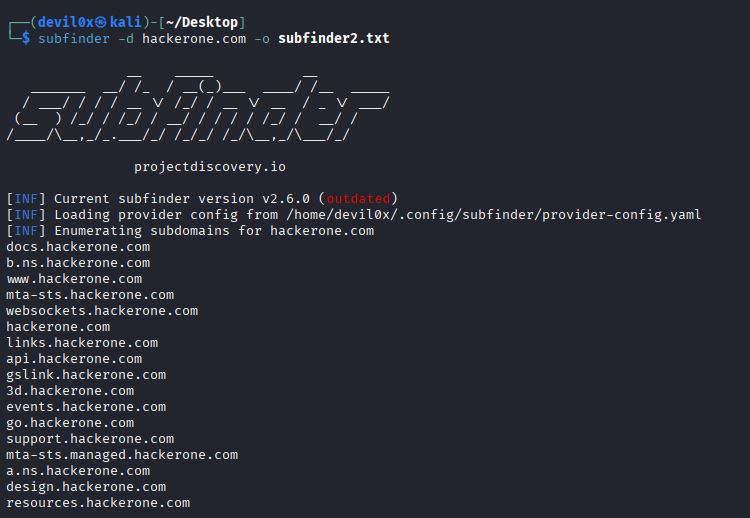 ┌──(devil0x㉿kali)-[~/Desktop]
└─$ subfinder -d hackerone.com -o subfinder2.txt
subfinder
projectdiscovery.io
[INF] Current subfinder version v2.6.0 (outdated)
[INF] Loading provider config from /home/devil0x/.config/subfinder/provider-config.yaml
[INF] Enumerating subdomains for hackerone.com
docs.hackerone.com
b.ns.hackerone.com
www.hackerone.com
mta-sts.hackerone.com
websockets.hackerone.com
hackerone.com
links.hackerone.com
api.hackerone.com
gslink.hackerone.com
3d.hackerone.com
events.hackerone.com
go.hackerone.com
support.hackerone.com
mta-sts.managed.hackerone.com
a.ns.hackerone.com
design.hackerone.com
resources.hackerone.com